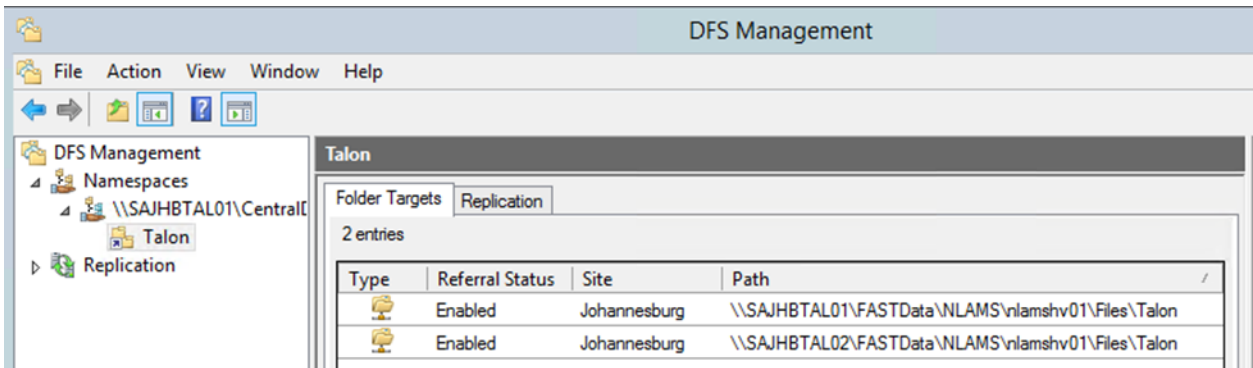 DFS Management
File Action View Window Help
DFS Management
Namespaces
\\SAJHBTAL01\CentralD
Talon
Replication
Talon
Folder Targets Replication
2 entries
Type Referral Status Site Path
Enabled Johannesburg \\SAJHBTAL01\FASTData\NLAMS\nlamshv01\Files\Talon
Enabled Johannesburg \\SAJHBTAL02\FASTData\NLAMS\nlamshv01\Files\Talon